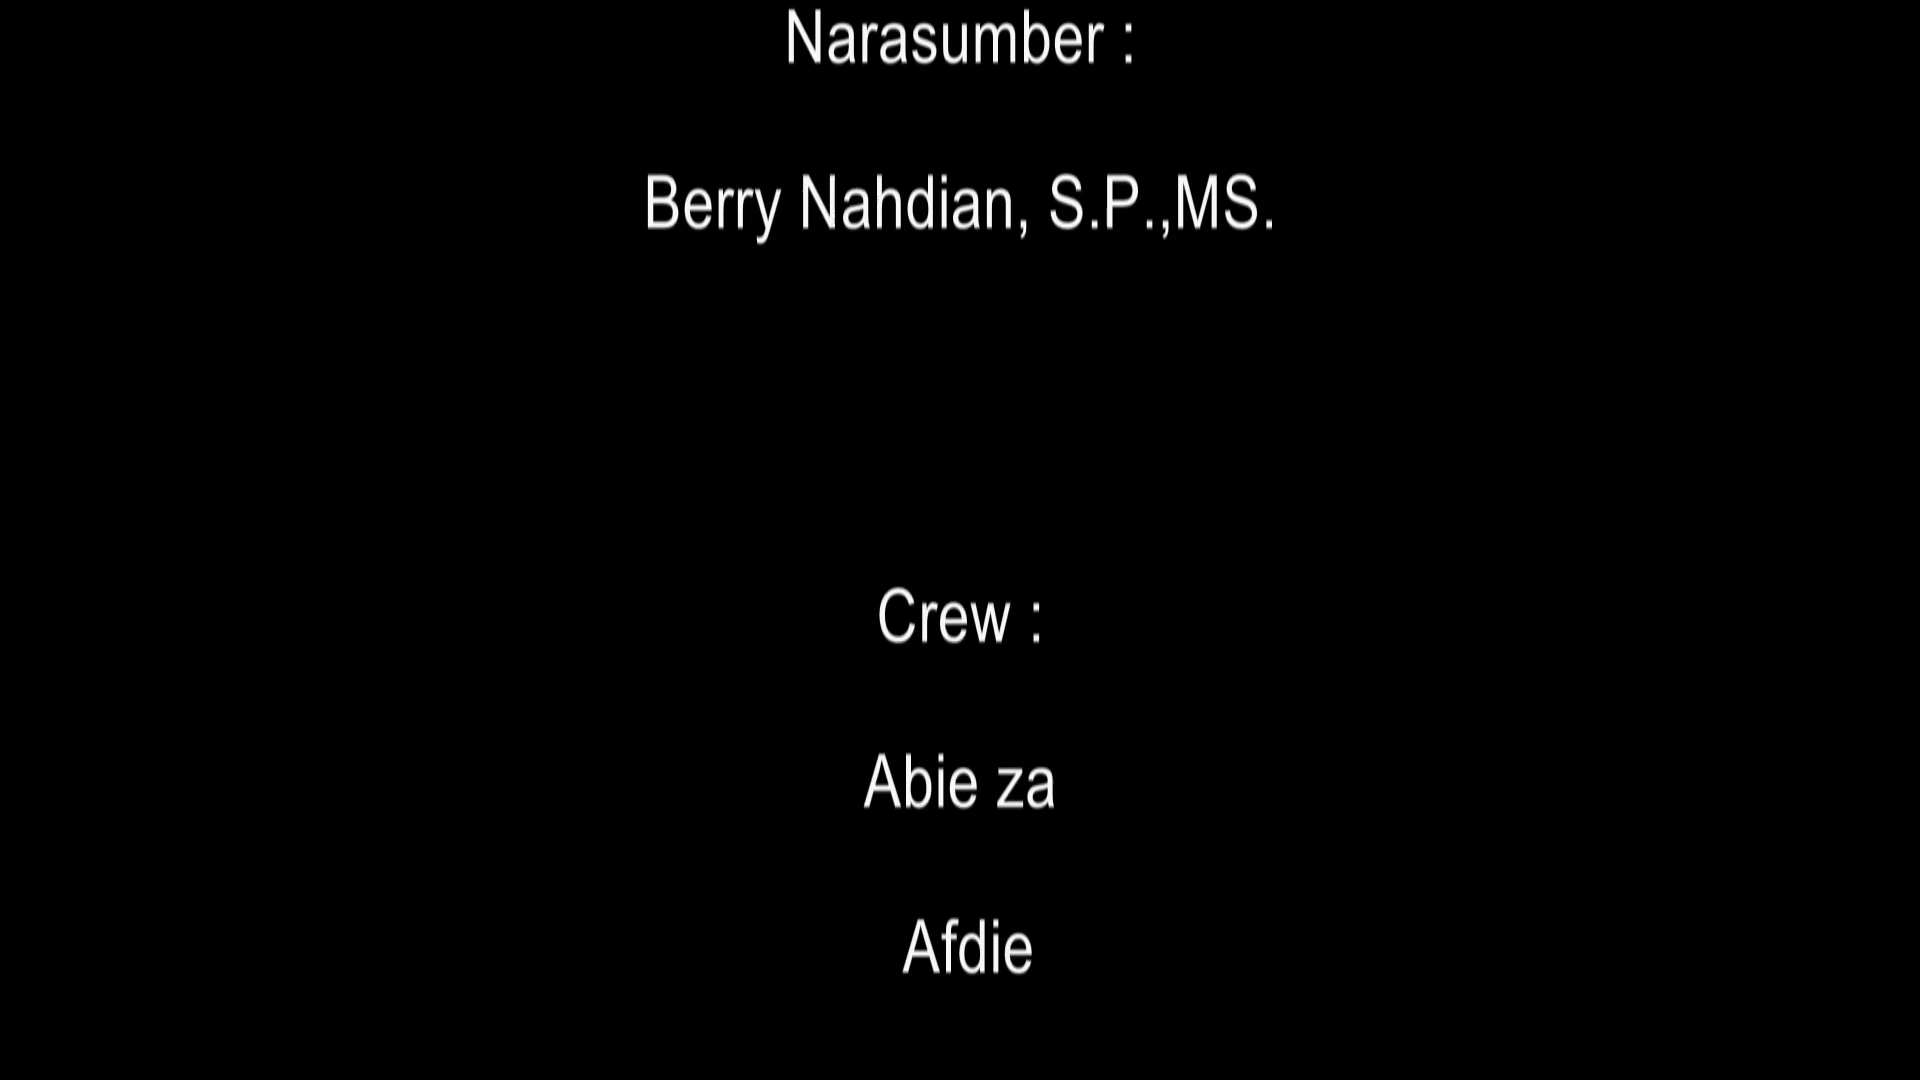 Narasumber :
Berry Nahdian, S.P.,MS.
Crew :
Abie za
Afdie